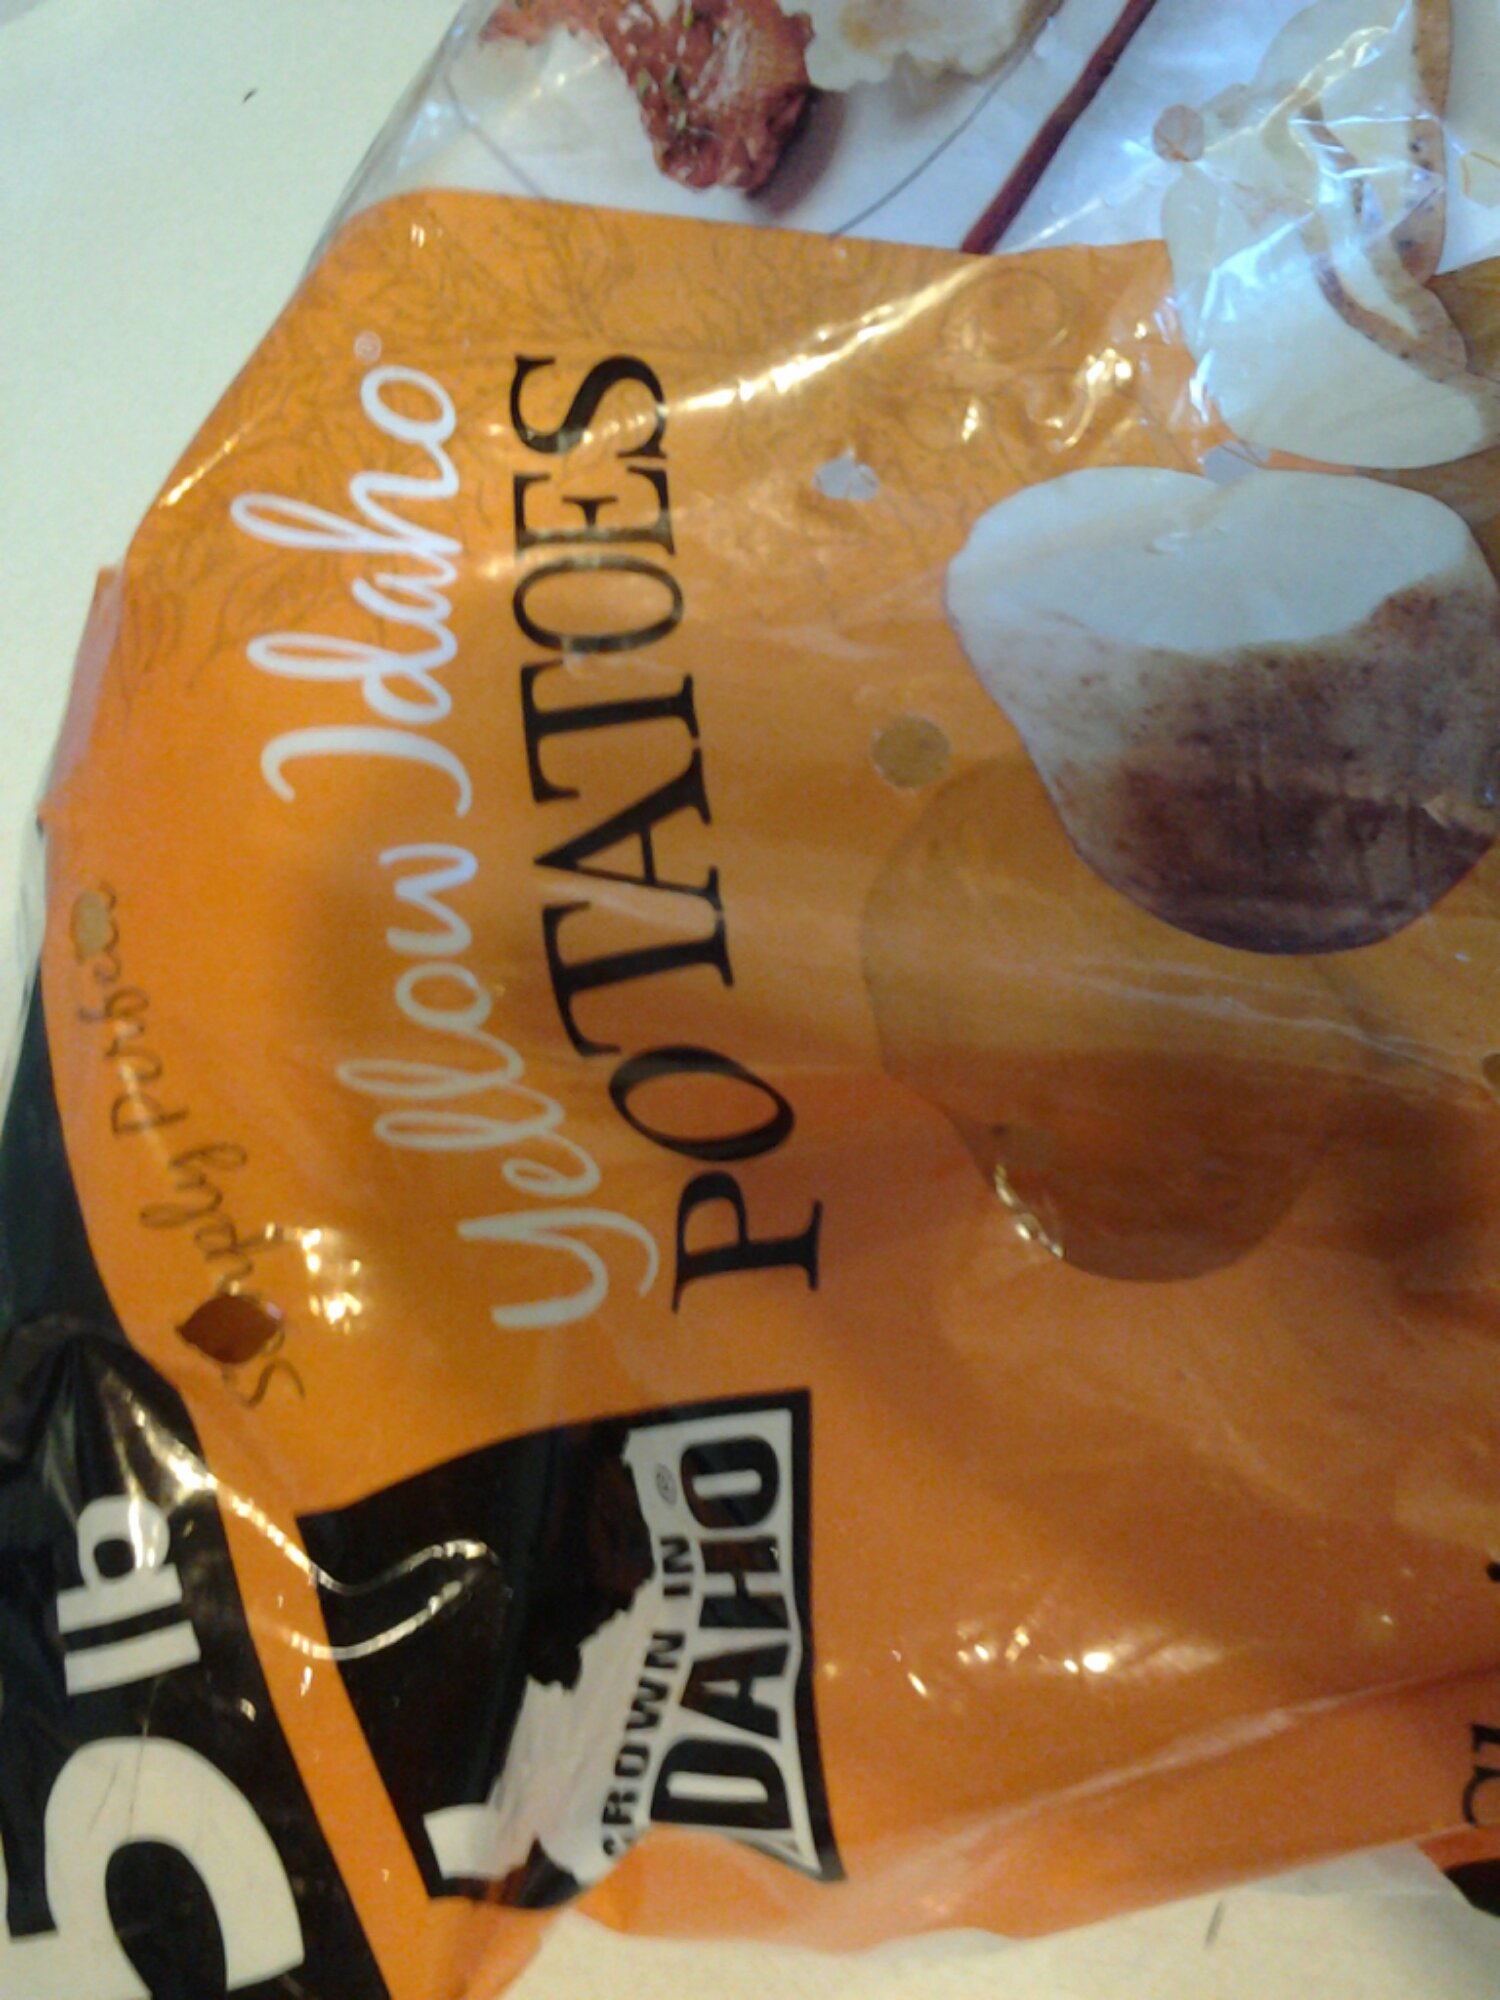 Simply Perfect
yellow Idaho®
POTATOES
5 lb
GROWN IN
IDAHO®